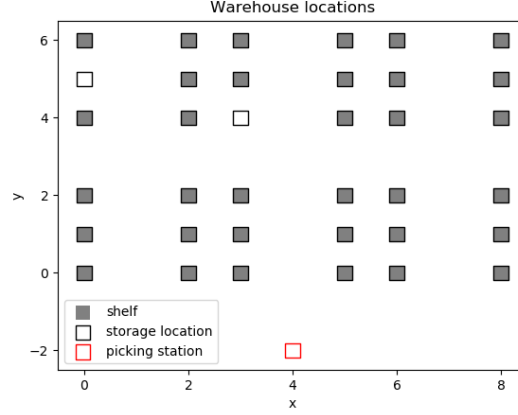 Warehouse locations
6
4
2
0
−2
y
shelf
storage location
picking station
0
2
4
6
8
x